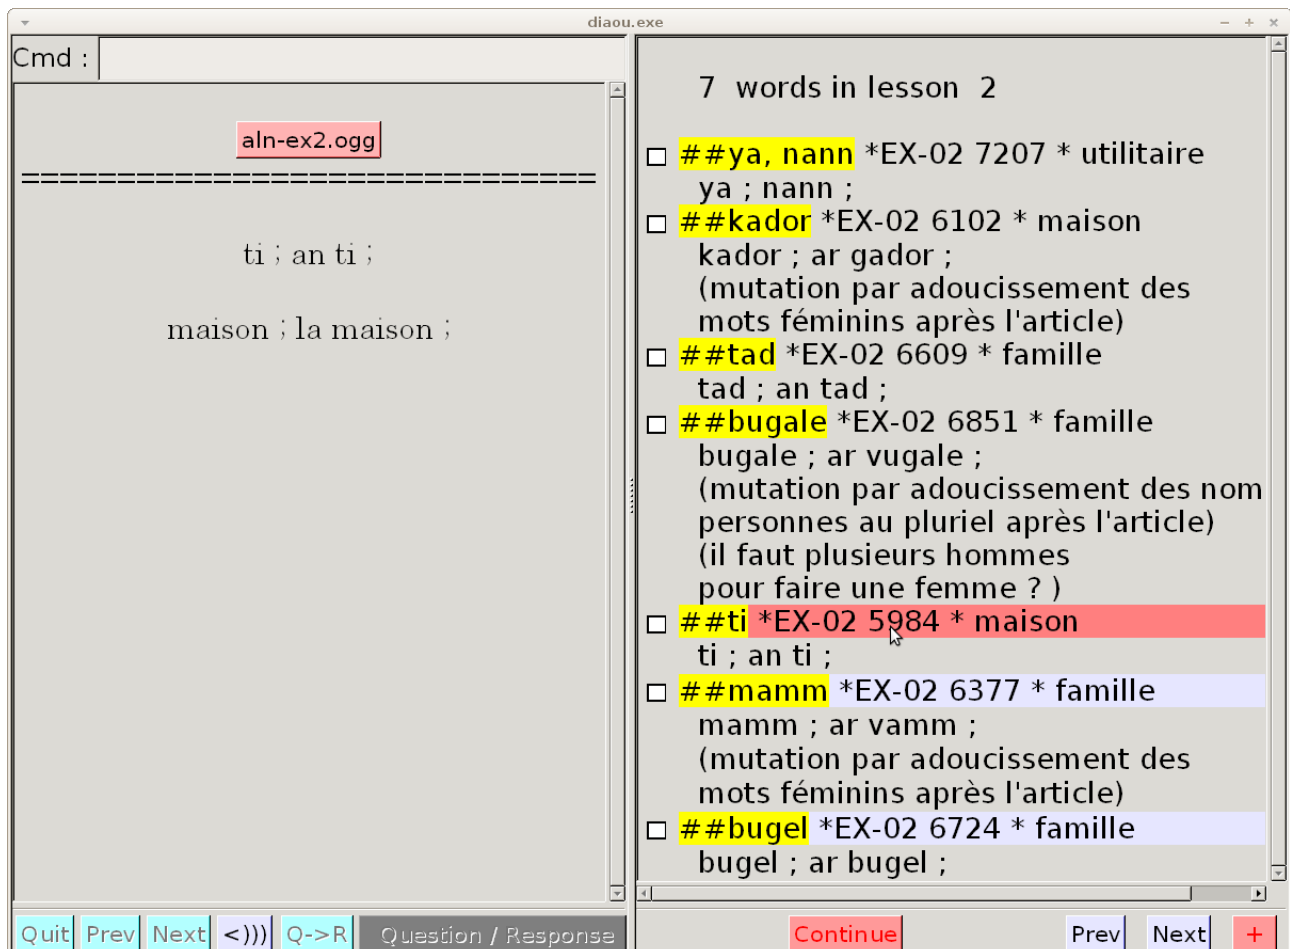 diaou.exe
Cmd :
aln-ex2.ogg
==============================
ti ; an ti ;
maison ; la maison ;
Quit Prev Next <))) Q->R Question / Response
7 words in lesson 2
##ya, nann *EX-02 7207 * utilitaire
ya ; nann ;
##kador *EX-02 6102 * maison
kador ; ar gador ;
(mutation par adoucissement des
mots féminins après l'article)
##tad *EX-02 6609 * famille
tad ; an tad ;
##bugale *EX-02 6851 * famille
bugale ; ar vugale ;
(mutation par adoucissement des nom
personnes au pluriel après l'article)
(il faut plusieurs hommes
pour faire une femme ? )
##ti *EX-02 5984 * maison
ti ; an ti ;
##mamm *EX-02 6377 * famille
mamm ; ar vamm ;
(mutation par adoucissement des
mots féminins après l'article)
##bugel *EX-02 6724 * famille
bugel ; ar bugel ;
Continue Prev Next +